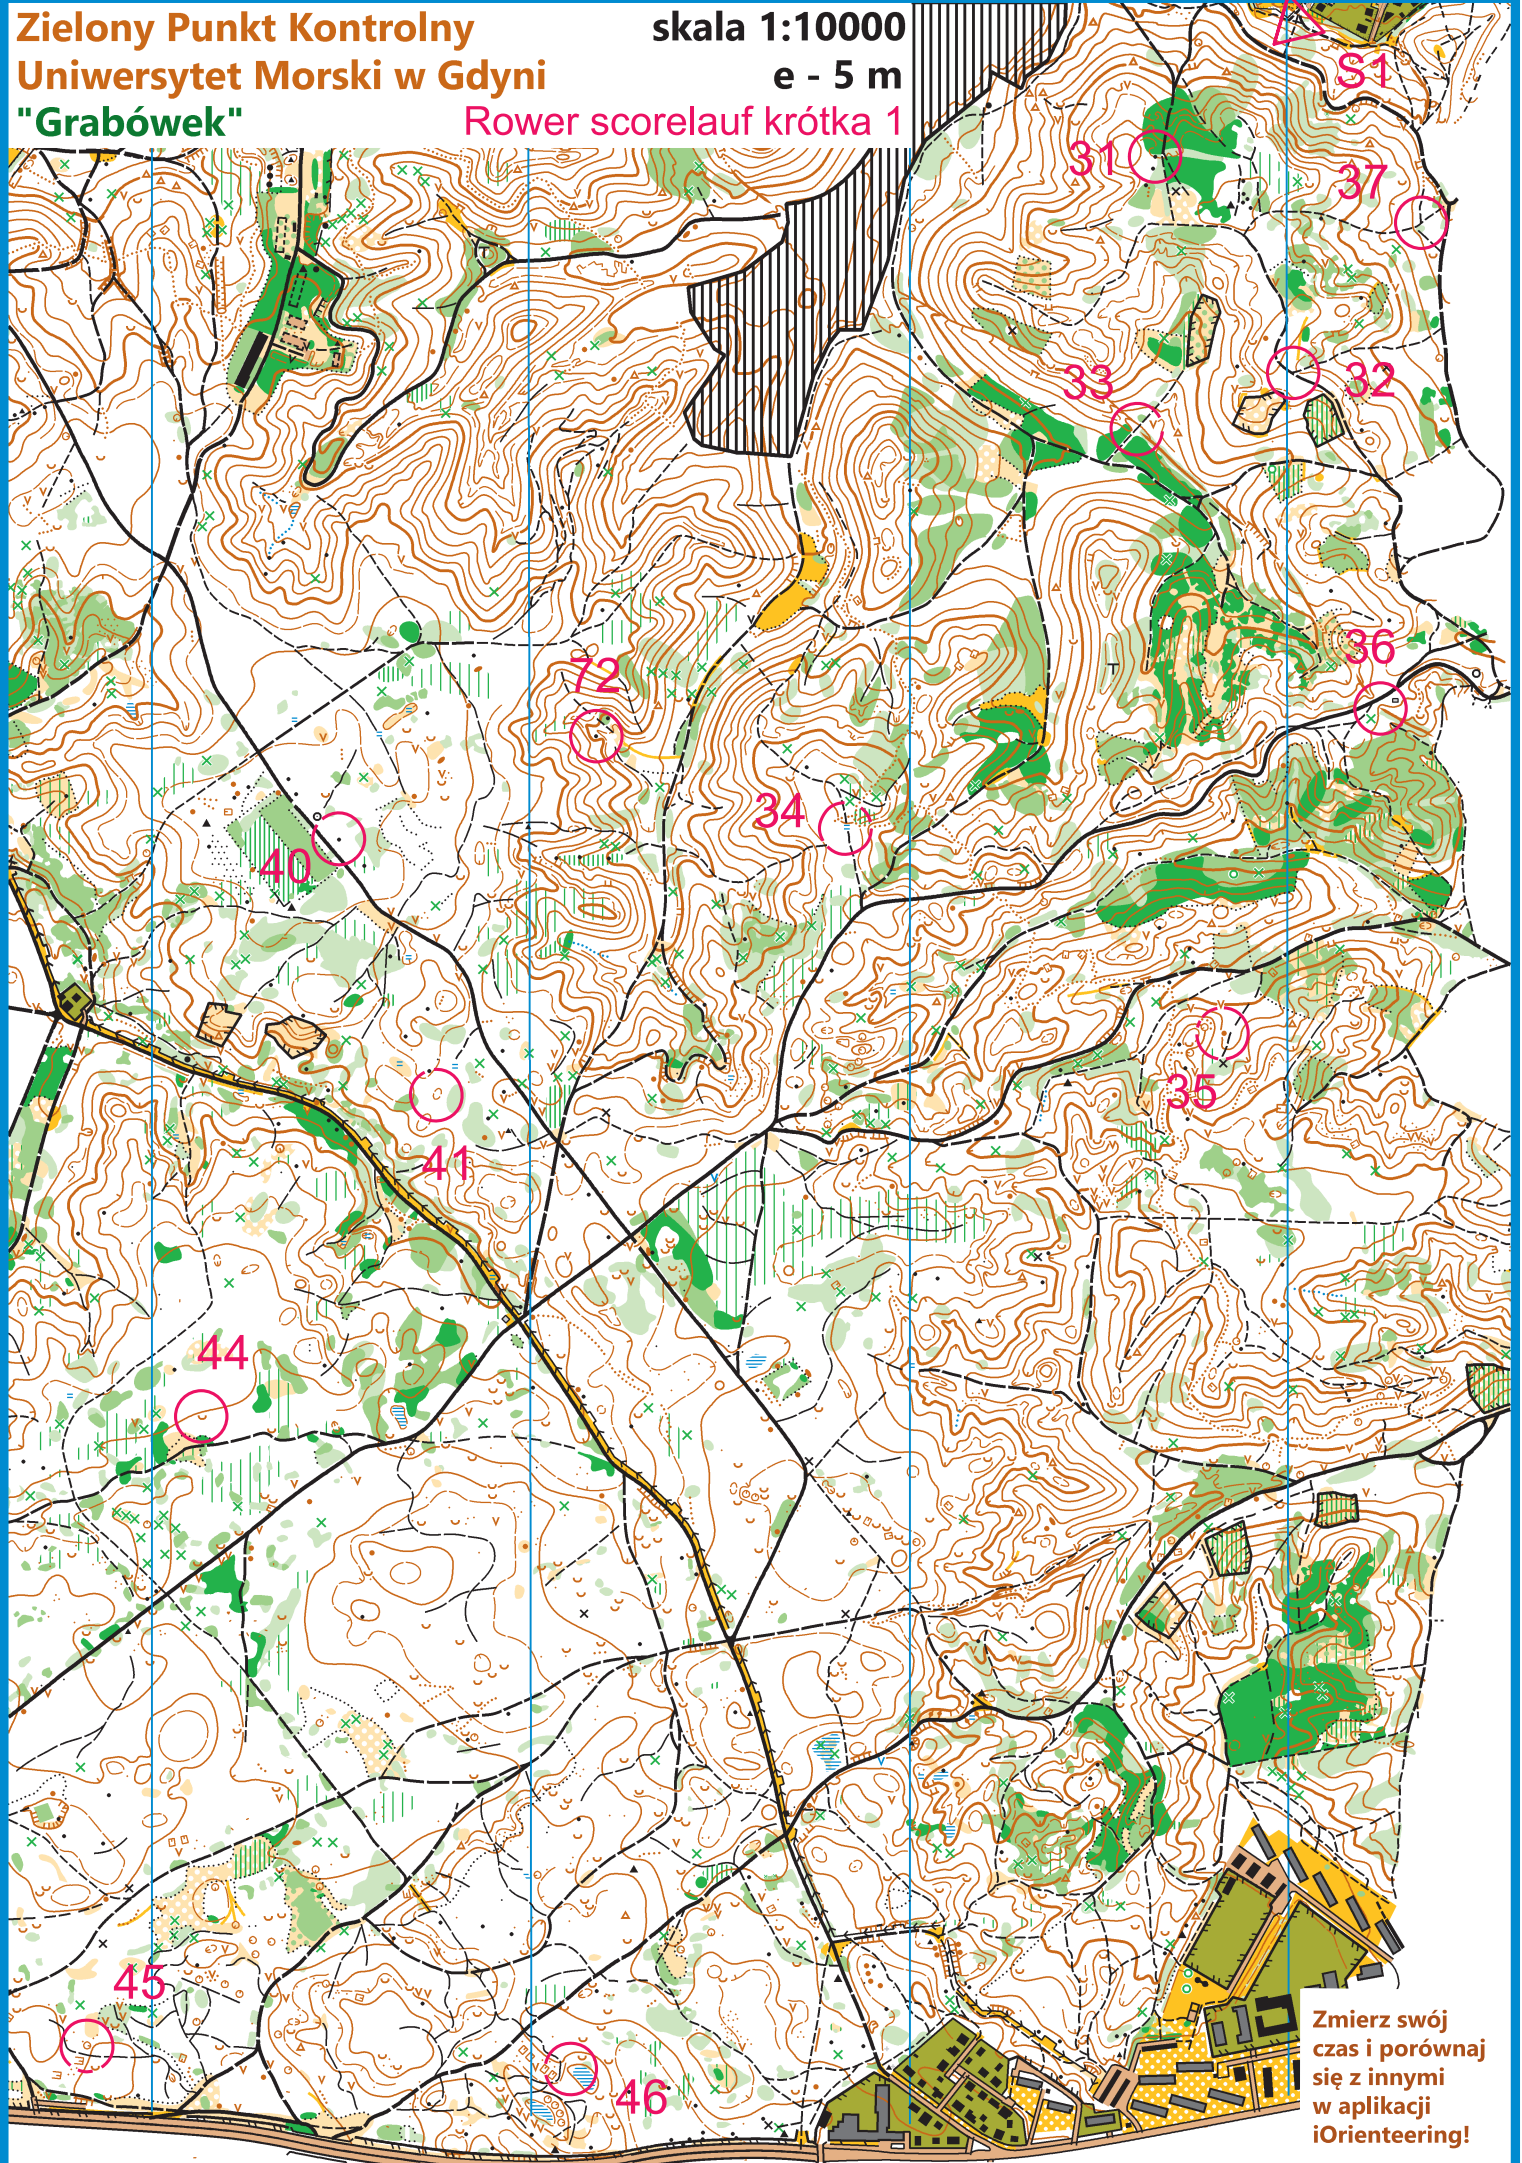 Zielony Punkt Kontrolny
skala 1:10000
Uniwersytet Morski w Gdyni
e - 5 m
"Grabówek"
Rower scorelauf krótka 1
S1
31
37
33
32
36
72
34
40
35
41
44
45
46
Zmierz swój
czas i porównaj
się z innymi
w aplikacji
iOrienteering!